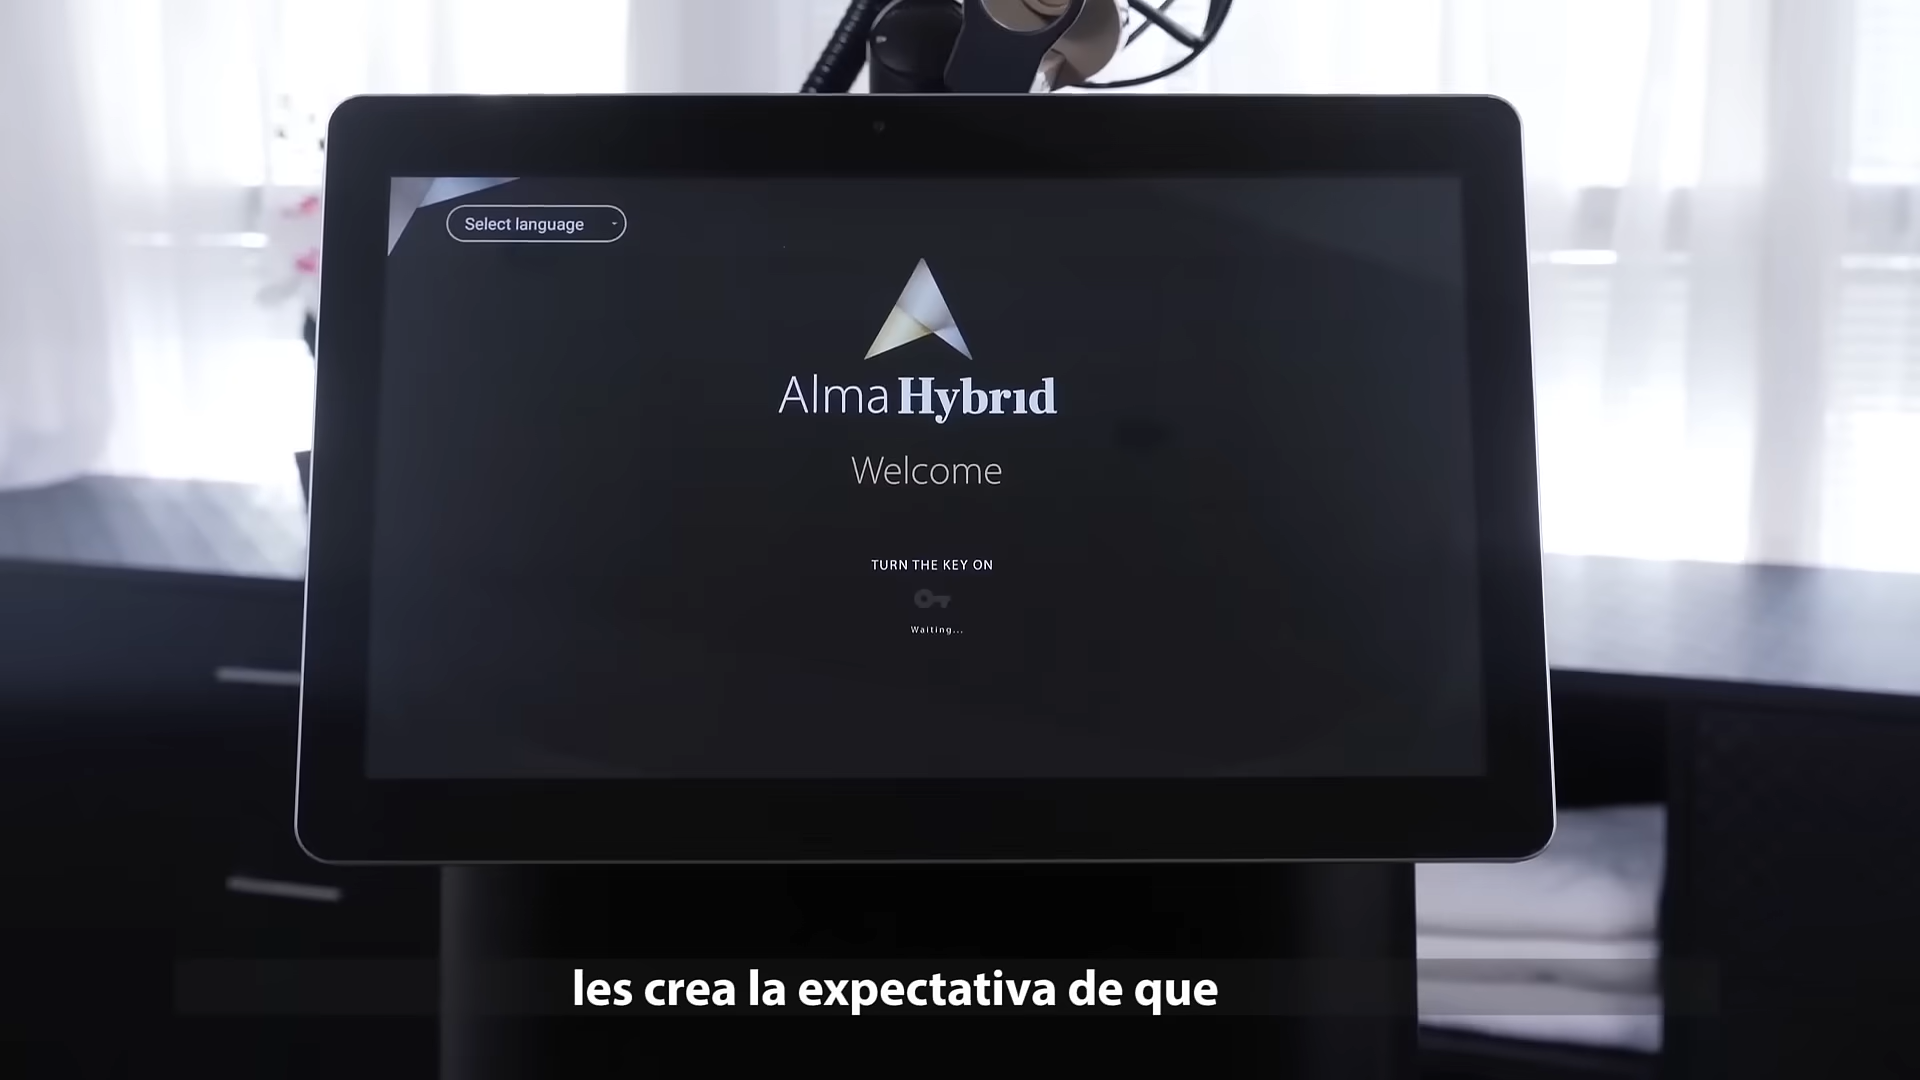 Select language
Alma Hybrid
Welcome
TURN THE KEY ON
Waiting...
les crea la expectativa de que